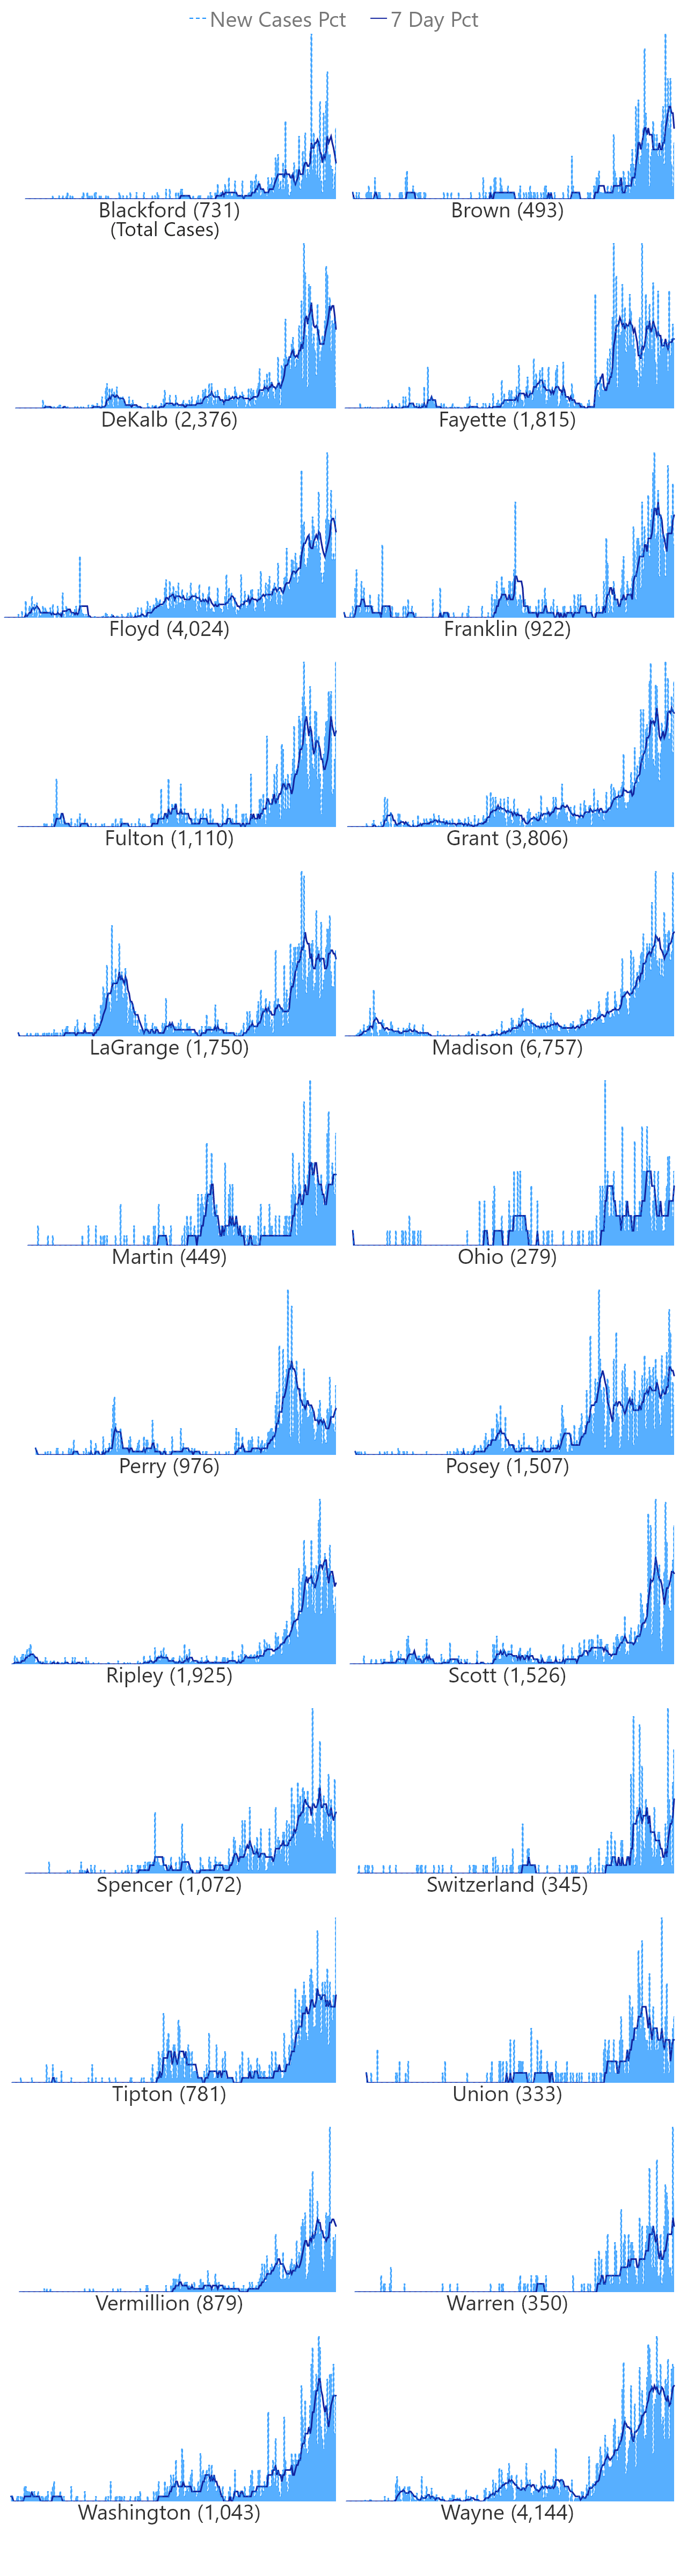 New Cases Pct 7 Day Pct
Blackford (731) Brown (493)
(Total Cases)
DeKalb (2,376) Fayette (1,815)
Floyd (4,024) Franklin (922)
Fulton (1,110) Grant (3,806)
LaGrange (1,750) Madison (6,757)
Martin (449) Ohio (279)
Perry (976) Posey (1,507)
Ripley (1,925) Scott (1,526)
Spencer (1,072) Switzerland (345)
Tipton (781) Union (333)
Vermillion (879) Warren (350)
Washington (1,043) Wayne (4,144)